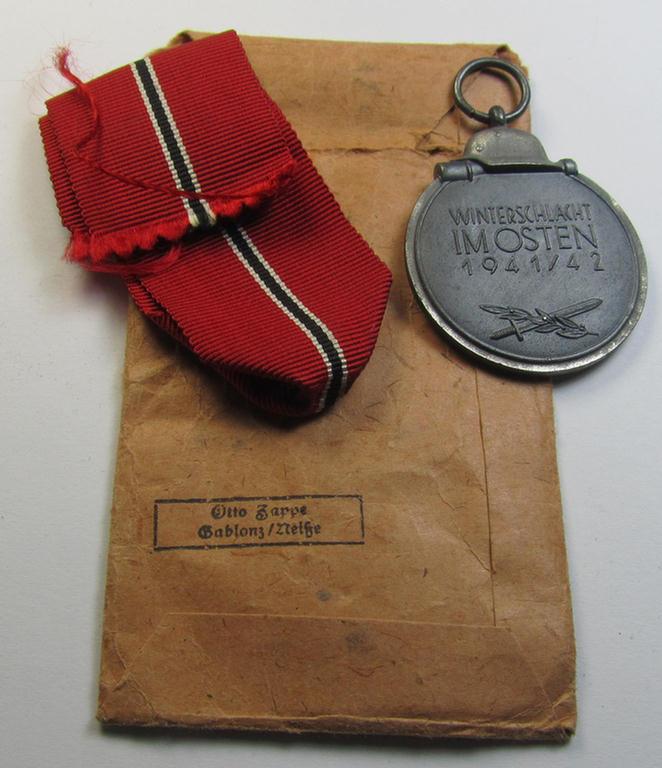 WINTERSCHLACHT
IM OSTEN
1941/42
Otto Zappe
Gablonz/Neiße